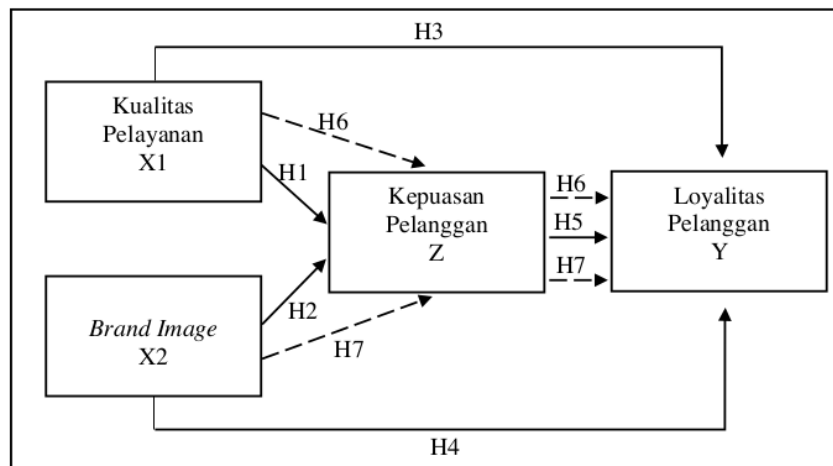 H3
Kualitas
Pelayanan
X1
H6
H1
Kepuasan
Pelanggan
Z
H6
H5
H7
Loyalitas
Pelanggan
Y
Brand Image
X2
H2
H7
H4